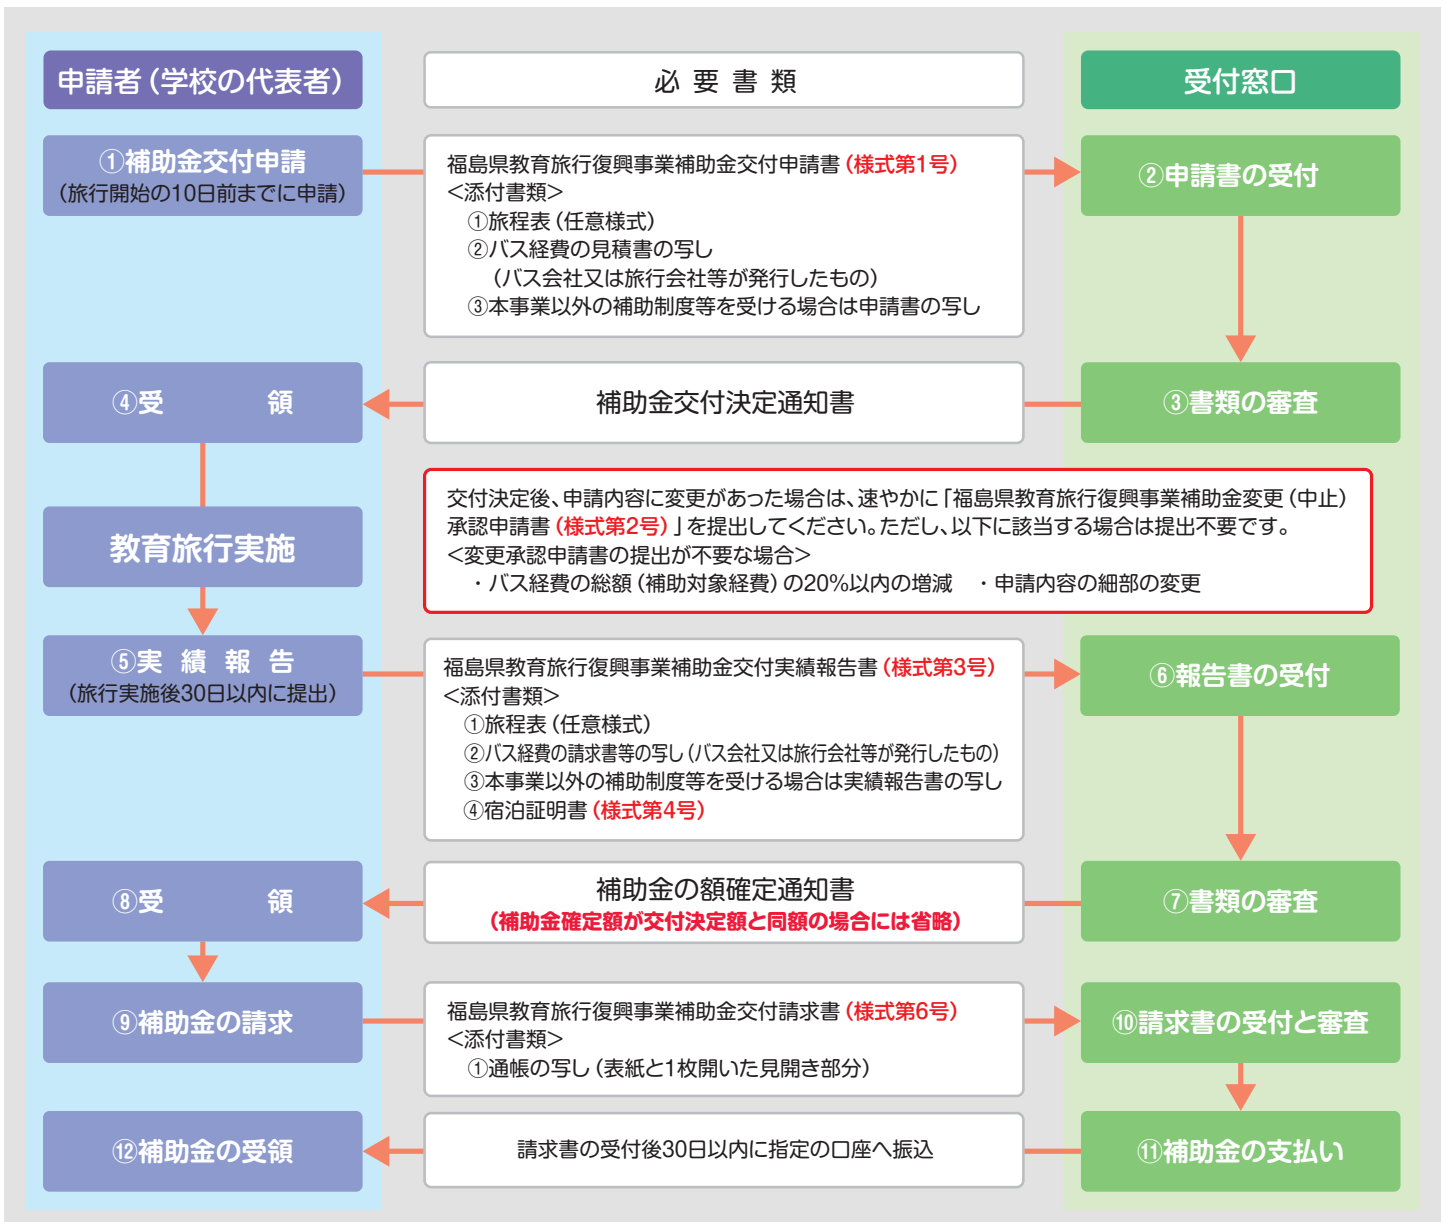 申請者（学校の代表者）
必要書類
受付窓口
①補助金交付申請
（旅行開始の10日前までに申請）
福島県教育旅行復興事業補助金交付申請書（様式第1号）
＜添付書類＞
①旅程表（任意様式）
②バス経費の見積書の写し
（バス会社又は旅行会社等が発行したもの）
③本事業以外の補助制度等を受ける場合は申請書の写し
②申請書の受付
④受　領
補助金交付決定通知書
③書類の審査
教育旅行実施
交付決定後、申請内容に変更があった場合は、速やかに「福島県教育旅行復興事業補助金変更（中止）
承認申請書（様式第2号）」を提出してください。ただし、以下に該当する場合は提出不要です。
＜変更承認申請書の提出が不要な場合＞
・バス経費の総額（補助対象経費）の20％以内の増減　・申請内容の細部の変更
⑤実績報告
（旅行実施後30日以内に提出）
福島県教育旅行復興事業補助金交付実績報告書（様式第3号）
＜添付書類＞
①旅程表（任意様式）
②バス経費の請求書等の写し（バス会社又は旅行会社等が発行したもの）
③本事業以外の補助制度等を受ける場合は実績報告書の写し
④宿泊証明書（様式第4号）
⑥報告書の受付
⑧受　領
補助金の額確定通知書
（補助金確定額が交付決定額と同額の場合には省略）
⑦書類の審査
⑨補助金の請求
福島県教育旅行復興事業補助金交付請求書（様式第6号）
＜添付書類＞
①通帳の写し（表紙と1枚開いた見開き部分）
⑩請求書の受付と審査
⑫補助金の受領
請求書の受付後30日以内に指定の口座へ振込
⑪補助金の支払い